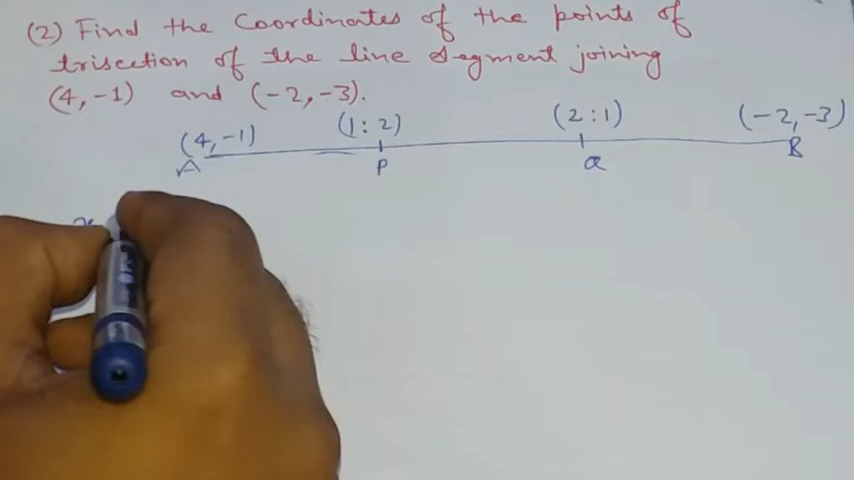 (2) Find the Coordinates of the points of
trisection of the line segment joining
(4,-1) and (-2,-3).
(4,-1) (1:2) (2:1) (-2,-3)
A P Q B
x